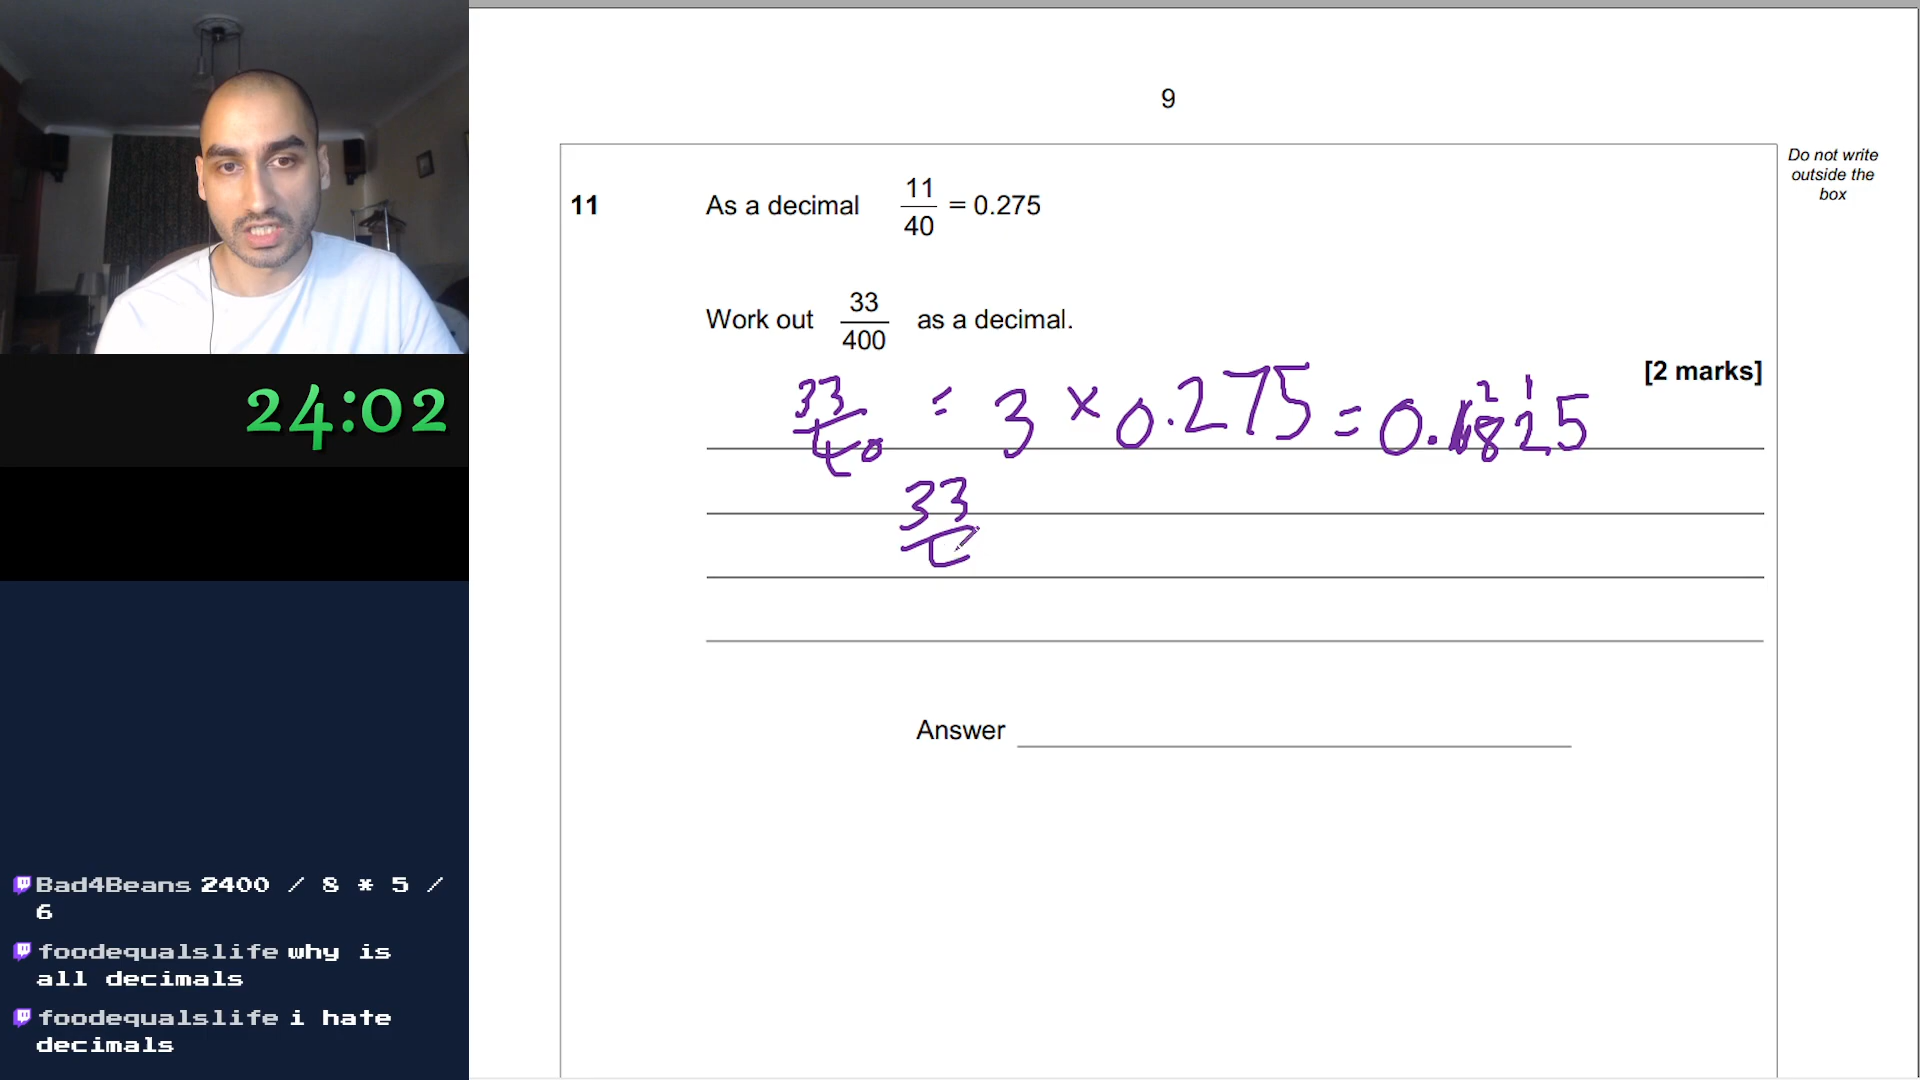 9
Do not write
outside the
box
11 As a decimal 11/40 = 0.275
Work out 33/400 as a decimal.
[2 marks]
33/40 = 3 × 0.275 = 0.825
33
24:02
Answer
Bad4Beans 2400 / 8 * 5 /
6
foodequalslife why is
all decimals
foodequalslife i hate
decimals